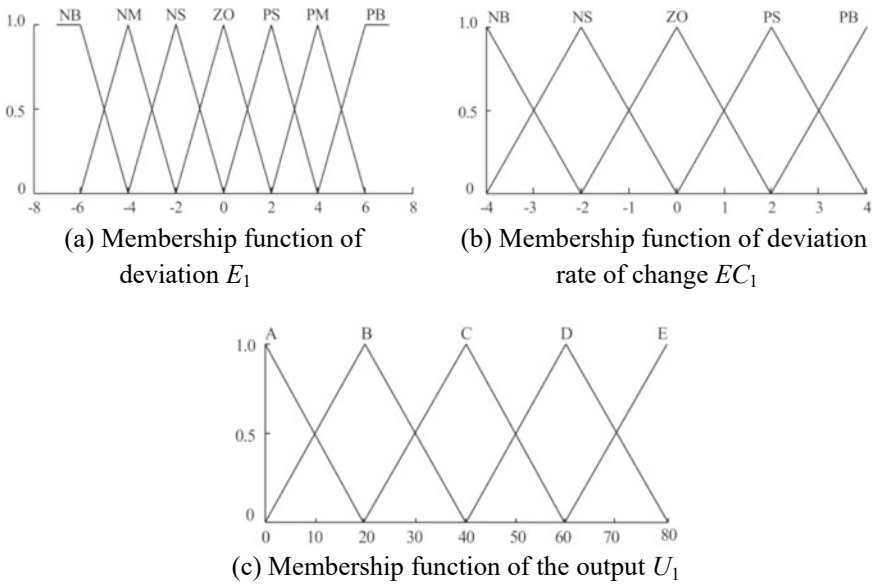 NB NM NS ZO PS PM PB
1.0
0.5
0
-8 -6 -4 -2 0 2 4 6 8
(a) Membership function of
deviation E₁
NB NS ZO PS PB
1.0
0.5
0
-4 -3 -2 -1 0 1 2 3 4
(b) Membership function of deviation
rate of change EC₁
A B C D E
1.0
0.5
0
0 10 20 30 40 50 60 70 80
(c) Membership function of the output U₁